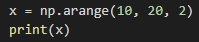 x = np.arange(10, 20, 2)
print(x)